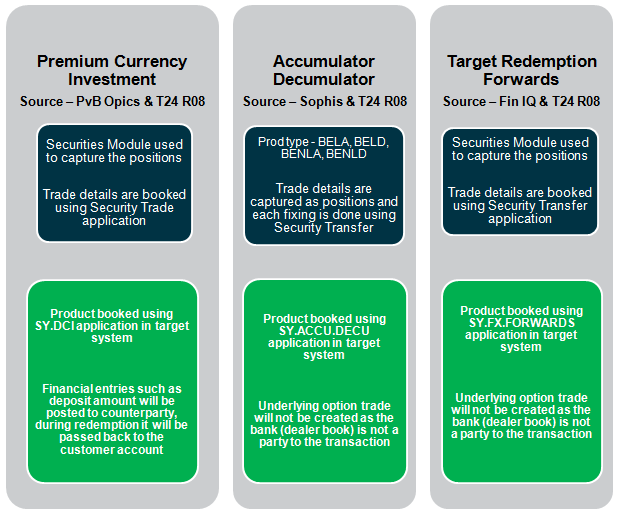 Premium Currency
Investment
Source – PvB Opics & T24 R08
Securities Module used
to capture the positions
Trade details are booked
using Security Trade
application
Product booked using
SY.DCI application in target
system
Financial entries such as
deposit amount will be
posted to counterparty,
during redemption it will be
passed back to the
customer account
Accumulator
Decumulator
Source – Sophis & T24 R08
Prod type - BELA, BELD,
BENLA, BENLD
Trade details are
captured as positions and
each fixing is done using
Security Transfer
Product booked using
SY.ACCU.DECU
application in target
system
Underlying option trade
will not be created as the
bank (dealer book) is not
a party to the transaction
Target Redemption
Forwards
Source – Fin IQ & T24 R08
Securities Module used
to capture the positions
Trade details are booked
using Security Transfer
application
Product booked using
SY.FX.FORWARDS
application in target
system
Underlying option trade
will not be created as the
bank (dealer book) is not
a party to the transaction